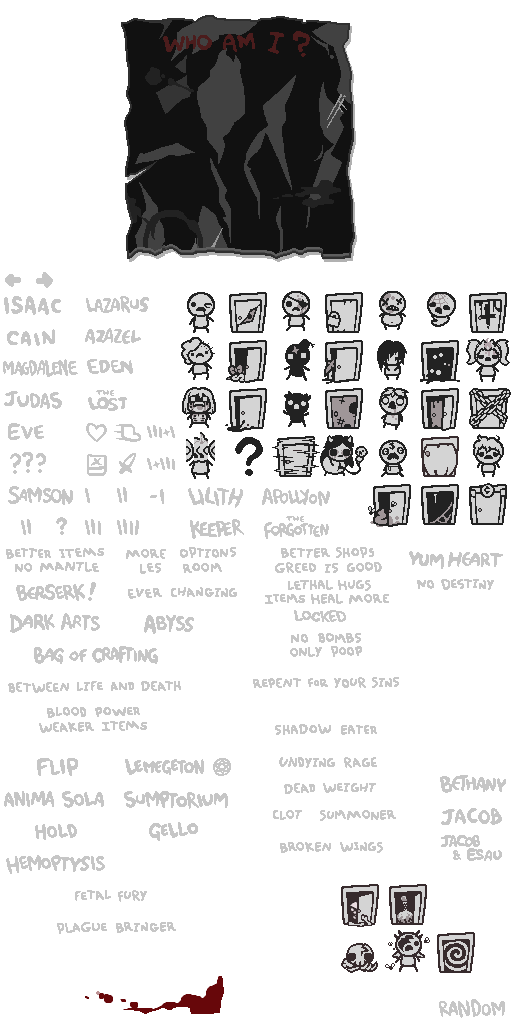 WHO AM I?
ISAAC LAZARUS
CAIN AZAZEL
MAGDALENE EDEN
JUDAS THE LOST
EVE |||+|
??? |+|||
SAMSON | || -| LILITH APOLLYON
|| ? ||| |||| KEEPER THE FORGOTTEN
BETTER ITEMS MORE OPTIONS BETTER SHOPS YUM HEART
NO MANTLE LES ROOM GREED IS GOOD
LETHAL HUGS NO DESTINY
BERSERK! EVER CHANGING ITEMS HEAL MORE
DARK ARTS ABYSS LOCKED
NO BOMBS
BAG OF CRAFTING ONLY POOP
BETWEEN LIFE AND DEATH REPENT FOR YOUR SINS
BLOOD POWER
WEAKER ITEMS SHADOW EATER
FLIP LEMEGETON UNDYING RAGE
DEAD WEIGHT BETHANY
ANIMA SOLA SUMPTORIUM
CLOT SUMMONER JACOB
HOLD GELLO
BROKEN WINGS JACOB & ESAU
HEMOPTYSIS
FETAL FURY
PLAGUE BRINGER
RANDOM